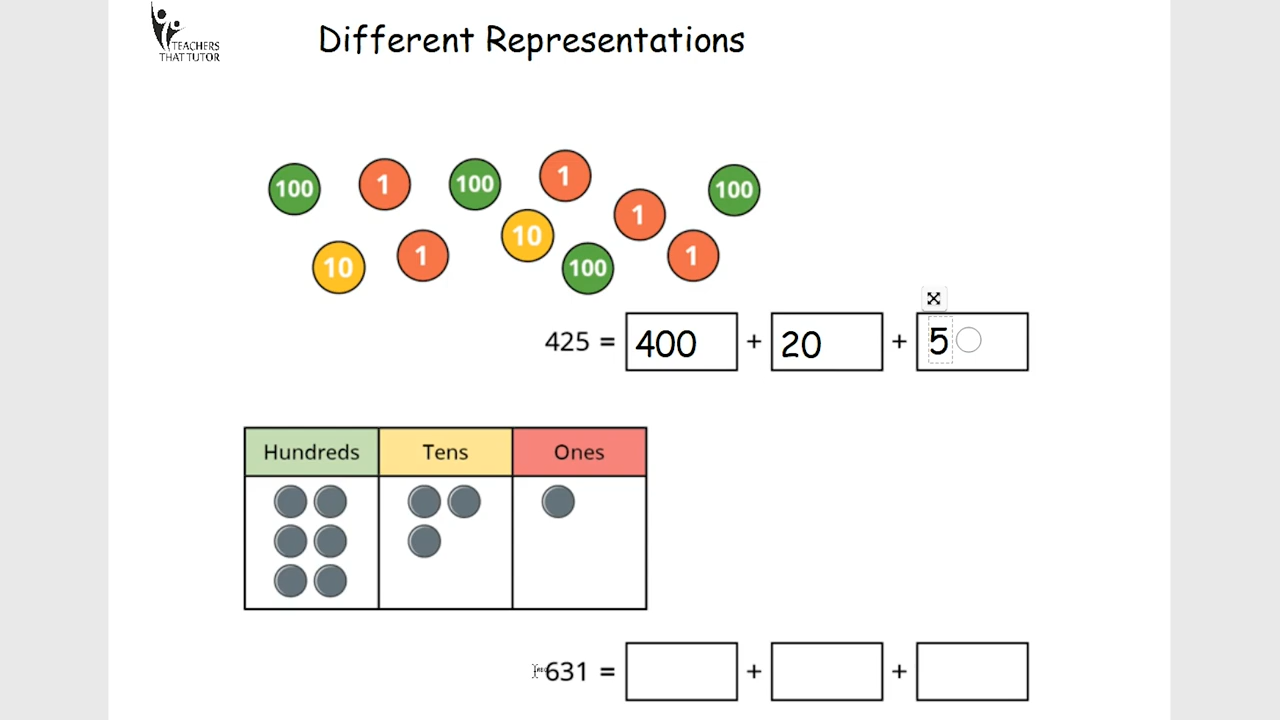 TEACHERS
THAT TUTOR
Different Representations
100 1 100 1 1 100
10 1 10 100 1
425 = 400 + 20 + 5
Hundreds Tens Ones
631 = + +